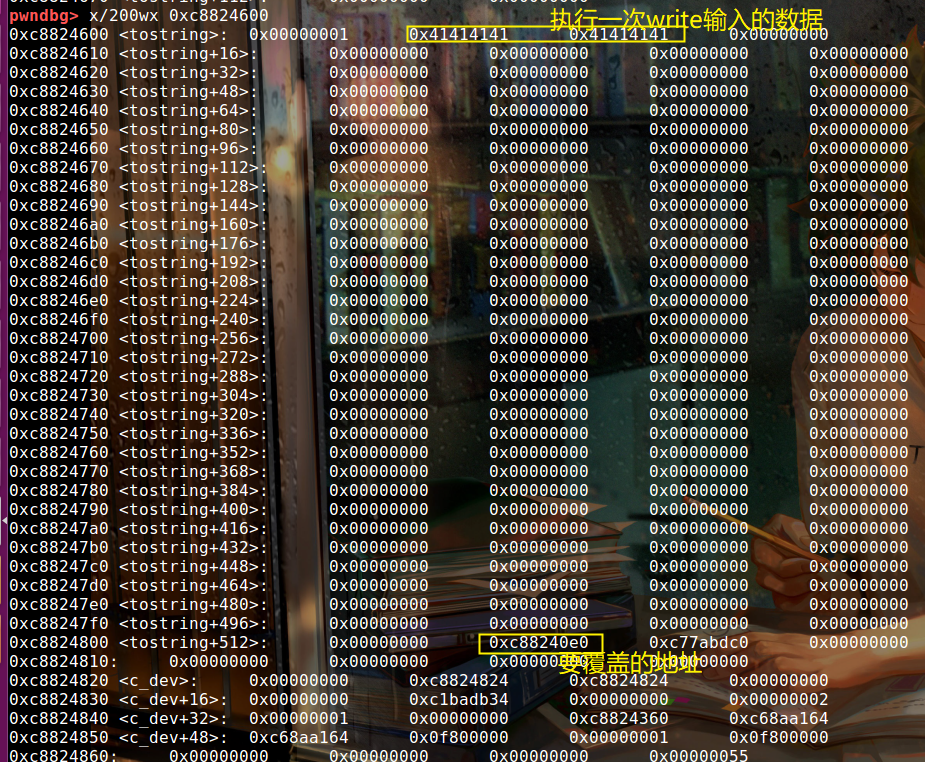 pwndbg> x/200wx 0xc8824600
执行一次write输入的数据
0xc8824600 <tostring>: 0x00000001 0x41414141 0x41414141 0x00000000
0xc8824610 <tostring+16>: 0x00000000 0x00000000 0x00000000 0x00000000
0xc8824620 <tostring+32>: 0x00000000 0x00000000 0x00000000 0x00000000
0xc8824630 <tostring+48>: 0x00000000 0x00000000 0x00000000 0x00000000
0xc8824640 <tostring+64>: 0x00000000 0x00000000 0x00000000 0x00000000
0xc8824650 <tostring+80>: 0x00000000 0x00000000 0x00000000 0x00000000
0xc8824660 <tostring+96>: 0x00000000 0x00000000 0x00000000 0x00000000
0xc8824670 <tostring+112>: 0x00000000 0x00000000 0x00000000 0x00000000
0xc8824680 <tostring+128>: 0x00000000 0x00000000 0x00000000 0x00000000
0xc8824690 <tostring+144>: 0x00000000 0x00000000 0x00000000 0x00000000
0xc88246a0 <tostring+160>: 0x00000000 0x00000000 0x00000000 0x00000000
0xc88246b0 <tostring+176>: 0x00000000 0x00000000 0x00000000 0x00000000
0xc88246c0 <tostring+192>: 0x00000000 0x00000000 0x00000000 0x00000000
0xc88246d0 <tostring+208>: 0x00000000 0x00000000 0x00000000 0x00000000
0xc88246e0 <tostring+224>: 0x00000000 0x00000000 0x00000000 0x00000000
0xc88246f0 <tostring+240>: 0x00000000 0x00000000 0x00000000 0x00000000
0xc8824700 <tostring+256>: 0x00000000 0x00000000 0x00000000 0x00000000
0xc8824710 <tostring+272>: 0x00000000 0x00000000 0x00000000 0x00000000
0xc8824720 <tostring+288>: 0x00000000 0x00000000 0x00000000 0x00000000
0xc8824730 <tostring+304>: 0x00000000 0x00000000 0x00000000 0x00000000
0xc8824740 <tostring+320>: 0x00000000 0x00000000 0x00000000 0x00000000
0xc8824750 <tostring+336>: 0x00000000 0x00000000 0x00000000 0x00000000
0xc8824760 <tostring+352>: 0x00000000 0x00000000 0x00000000 0x00000000
0xc8824770 <tostring+368>: 0x00000000 0x00000000 0x00000000 0x00000000
0xc8824780 <tostring+384>: 0x00000000 0x00000000 0x00000000 0x00000000
0xc8824790 <tostring+400>: 0x00000000 0x00000000 0x00000000 0x00000000
0xc88247a0 <tostring+416>: 0x00000000 0x00000000 0x00000000 0x00000000
0xc88247b0 <tostring+432>: 0x00000000 0x00000000 0x00000000 0x00000000
0xc88247c0 <tostring+448>: 0x00000000 0x00000000 0x00000000 0x00000000
0xc88247d0 <tostring+464>: 0x00000000 0x00000000 0x00000000 0x00000000
0xc88247e0 <tostring+480>: 0x00000000 0x00000000 0x00000000 0x00000000
0xc88247f0 <tostring+496>: 0x00000000 0x00000000 0x00000000 0x00000000
0xc8824800 <tostring+512>: 0x00000000 0xc88240e0 0xc77abdc0 0x00000000
0xc8824810: 0x00000000 0x00000000 0x00000000 0x00000000
要覆盖的地址
0xc8824820 <c_dev>: 0x00000000 0xc8824824 0xc8824824 0x00000000
0xc8824830 <c_dev+16>: 0x00000000 0xc1badb34 0x00000000 0x00000002
0xc8824840 <c_dev+32>: 0x00000001 0x00000000 0xc8824360 0xc68aa164
0xc8824850 <c_dev+48>: 0xc68aa164 0x0f800000 0x00000001 0x0f800000
0xc8824860: 0x00000000 0x00000000 0x00000000 0x00000055